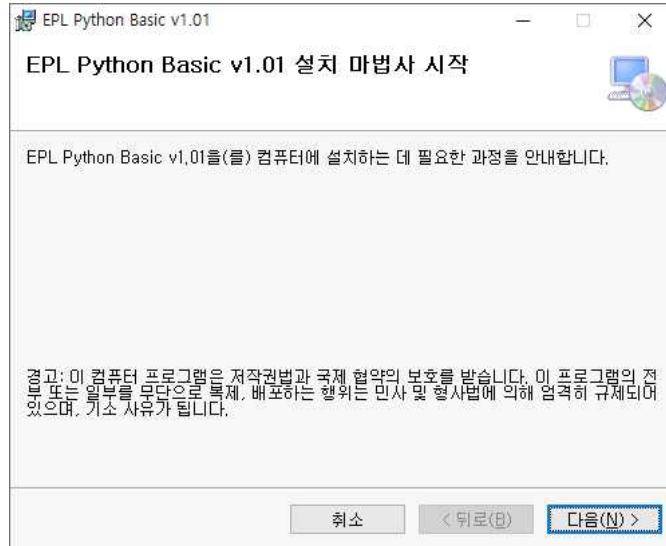 EPL Python Basic v1.01
EPL Python Basic v1.01 설치 마법사 시작
EPL Python Basic v1.01을(를) 컴퓨터에 설치하는 데 필요한 과정을 안내합니다.
경고: 이 컴퓨터 프로그램은 저작권법과 국제 협약의 보호를 받습니다. 이 프로그램의 전
부 또는 일부를 무단으로 복제, 배포하는 행위는 민사 및 형사법에 의해 엄격히 규제되어
있으며, 기소 사유가 됩니다.
취소 < 뒤로(B) 다음(N) >